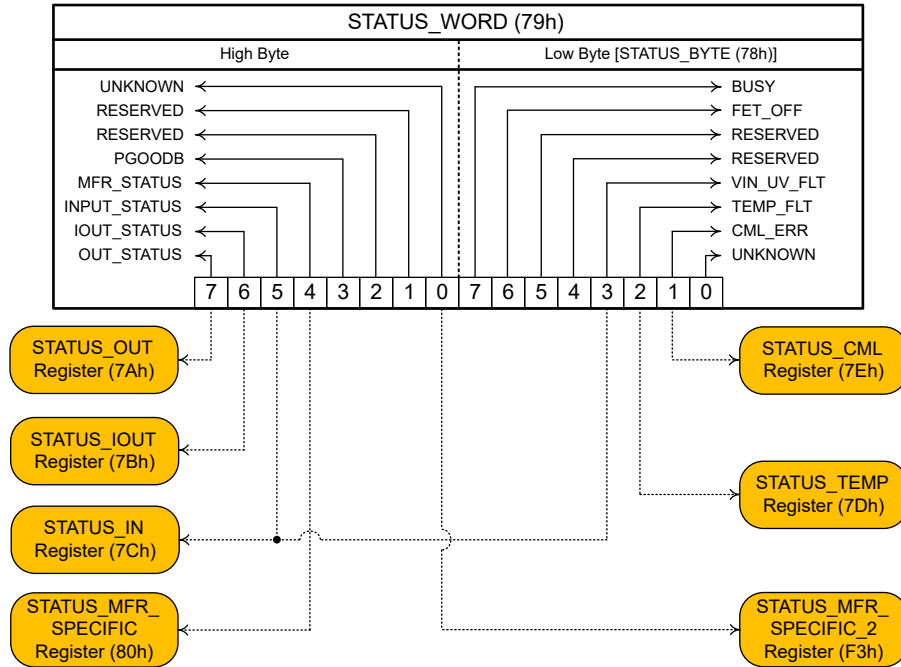 STATUS_WORD (79h)
High Byte
Low Byte [STATUS_BYTE (78h)]
UNKNOWN
RESERVED
RESERVED
PGOODB
MFR_STATUS
INPUT_STATUS
IOUT_STATUS
OUT_STATUS
BUSY
FET_OFF
RESERVED
RESERVED
VIN_UV_FLT
TEMP_FLT
CML_ERR
UNKNOWN
7 6 5 4 3 2 1 0 7 6 5 4 3 2 1 0
STATUS_OUT
Register (7Ah)
STATUS_IOUT
Register (7Bh)
STATUS_IN
Register (7Ch)
STATUS_MFR_
SPECIFIC
Register (80h)
STATUS_CML
Register (7Eh)
STATUS_TEMP
Register (7Dh)
STATUS_MFR_
SPECIFIC_2
Register (F3h)